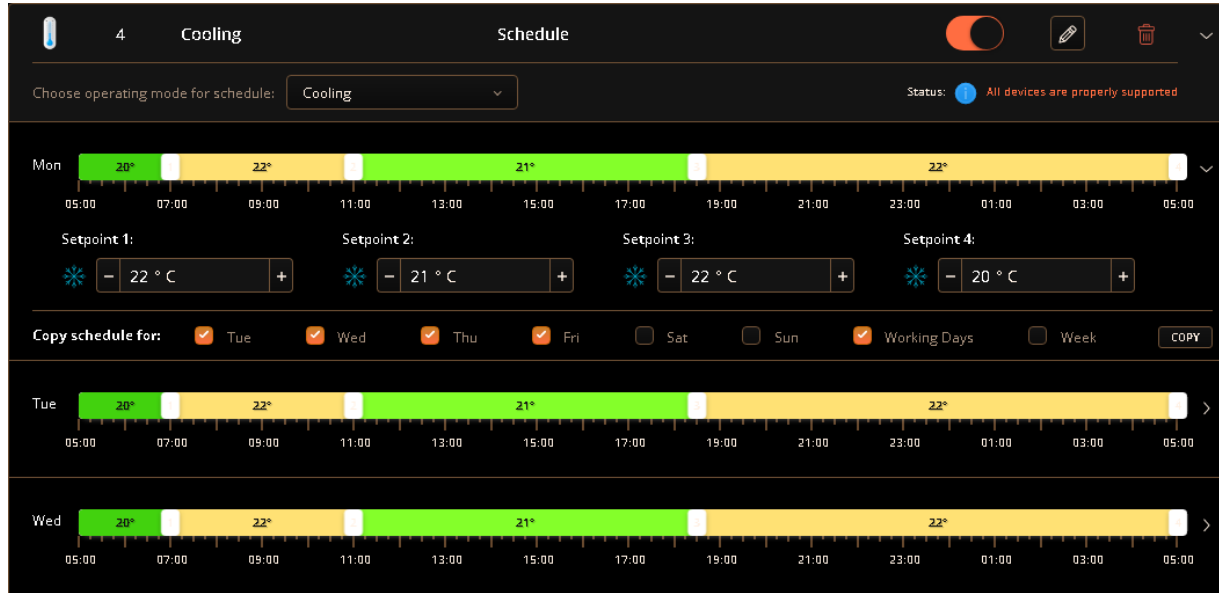 4 Cooling Schedule
Choose operating mode for schedule: Cooling Status: All devices are properly supported
Mon 20° 22° 21° 22°
05:00 07:00 09:00 11:00 13:00 15:00 17:00 19:00 21:00 23:00 01:00 03:00 05:00
Setpoint 1: Setpoint 2: Setpoint 3: Setpoint 4:
− 22 ° C + − 21 ° C + − 22 ° C + − 20 ° C +
Copy schedule for: Tue Wed Thu Fri Sat Sun Working Days Week COPY
Tue 20° 22° 21° 22°
05:00 07:00 09:00 11:00 13:00 15:00 17:00 19:00 21:00 23:00 01:00 03:00 05:00
Wed 20° 22° 21° 22°
05:00 07:00 09:00 11:00 13:00 15:00 17:00 19:00 21:00 23:00 01:00 03:00 05:00